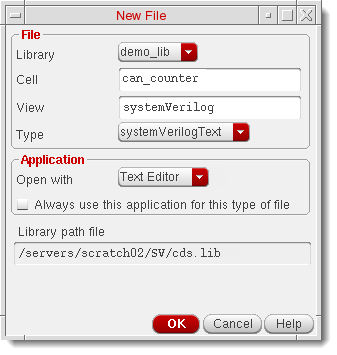 New File
File
Library demo_lib
Cell can_counter
View systemVerilog
Type systemVerilogText
Application
Open with Text Editor
Always use this application for this type of file
Library path file
/servers/scratch02/SV/cds.lib
OK Cancel Help